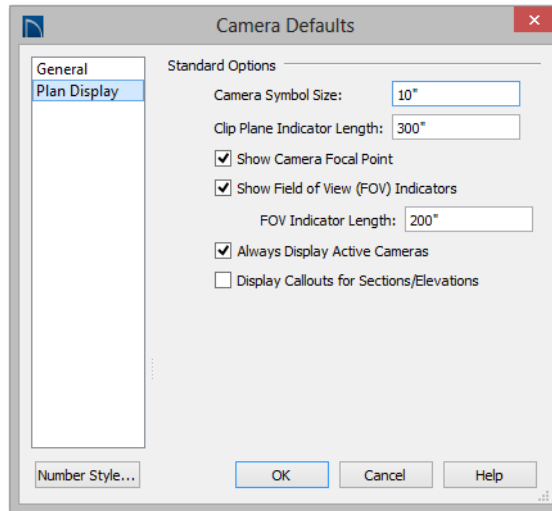 Camera Defaults
General
Plan Display
Standard Options
Camera Symbol Size: 10"
Clip Plane Indicator Length: 300"
Show Camera Focal Point
Show Field of View (FOV) Indicators
FOV Indicator Length: 200"
Always Display Active Cameras
Display Callouts for Sections/Elevations
Number Style... OK Cancel Help